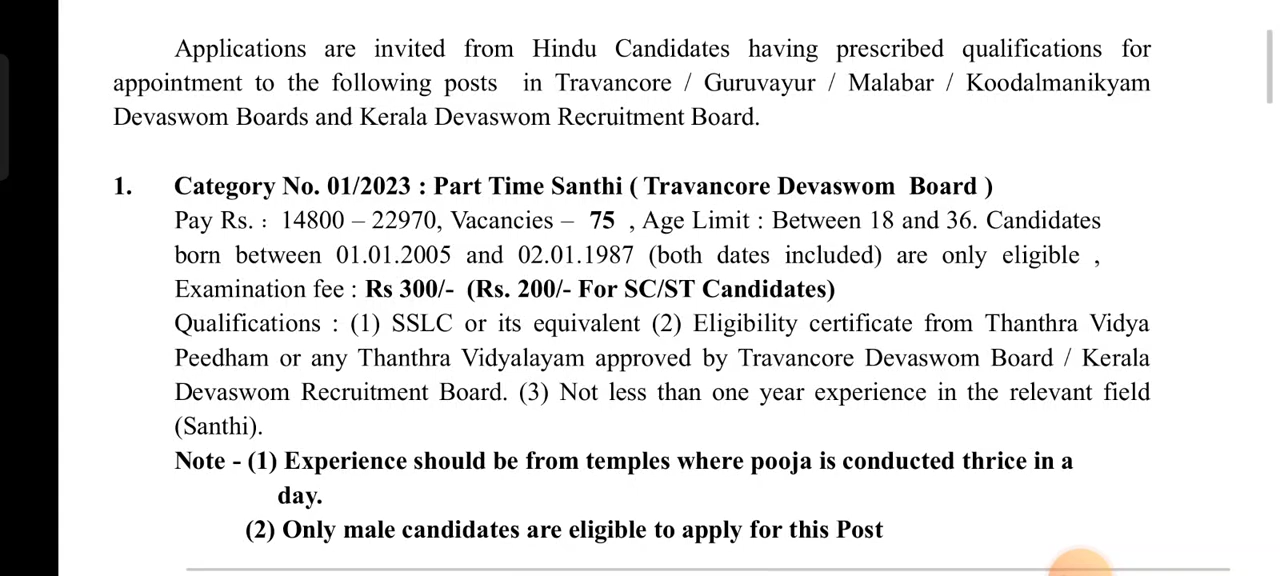 Applications are invited from Hindu Candidates having prescribed qualifications for
appointment to the following posts in Travancore / Guruvayur / Malabar / Koodalmanikyam
Devaswom Boards and Kerala Devaswom Recruitment Board.
1. Category No. 01/2023 : Part Time Santhi ( Travancore Devaswom Board )
Pay Rs. : 14800 – 22970, Vacancies – 75 , Age Limit : Between 18 and 36. Candidates
born between 01.01.2005 and 02.01.1987 (both dates included) are only eligible ,
Examination fee : Rs 300/- (Rs. 200/- For SC/ST Candidates)
Qualifications : (1) SSLC or its equivalent (2) Eligibility certificate from Thanthra Vidya
Peedham or any Thanthra Vidyalayam approved by Travancore Devaswom Board / Kerala
Devaswom Recruitment Board. (3) Not less than one year experience in the relevant field
(Santhi).
Note - (1) Experience should be from temples where pooja is conducted thrice in a
day.
(2) Only male candidates are eligible to apply for this Post